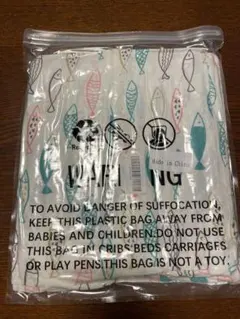 Made in China
WARNING
TO AVOID DANGER OF SUFFOCATION,
KEEP THIS PLASTIC BAG AWAY FROM
BABIES AND CHILDREN.DO NOT USE
THIS BAG IN CRIBS BEDS CARRIAGES
OR PLAY PENS.THIS BAG IS NOT A TOY.